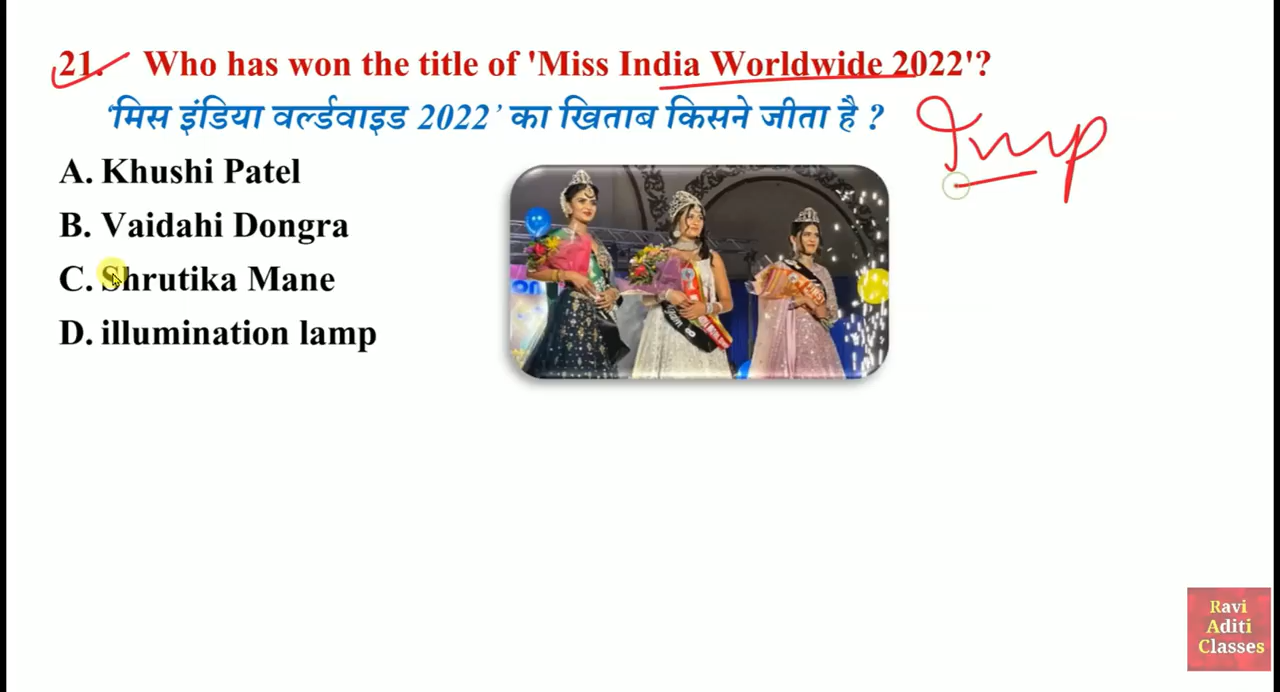 21. Who has won the title of 'Miss India Worldwide 2022'?
'मिस इंडिया वर्ल्डवाइड 2022' का खिताब किसने जीता है ?
Imp
A. Khushi Patel
B. Vaidahi Dongra
C. Shrutika Mane
D. illumination lamp
Ravi
Aditi
Classes